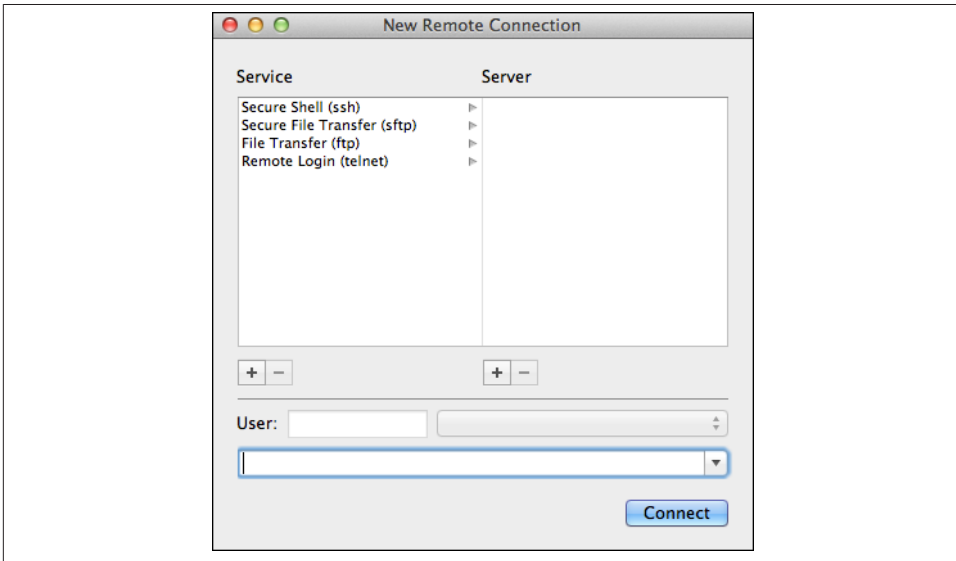 New Remote Connection
Service
Server
Secure Shell (ssh)
Secure File Transfer (sftp)
File Transfer (ftp)
Remote Login (telnet)
+ −
+ −
User:
Connect